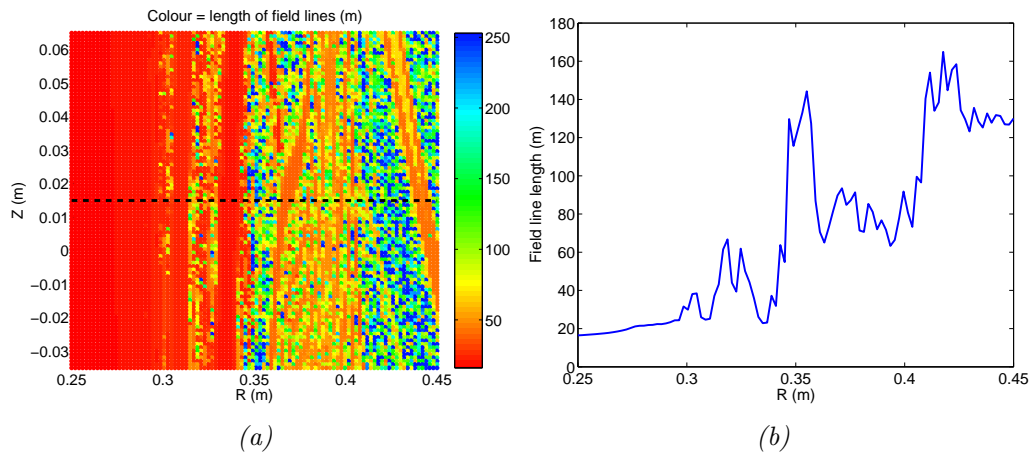 Colour = length of field lines (m)
0.06
0.05
0.04
0.03
0.02
0.01
0
−0.01
−0.02
−0.03
Z (m)
0.25 0.3 0.35 0.4 0.45
R (m)
250
200
150
100
50
(a)
180
160
140
120
100
80
60
40
20
0
Field line length (m)
0.25 0.3 0.35 0.4 0.45
R (m)
(b)